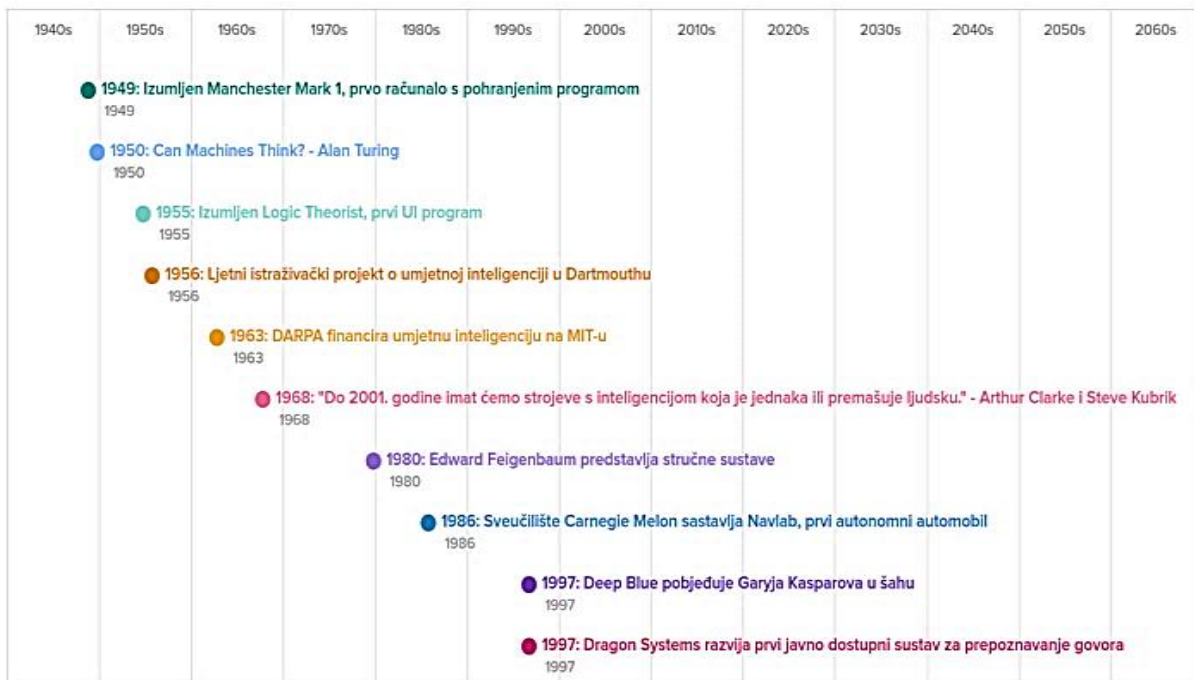 1940s 1950s 1960s 1970s 1980s 1990s 2000s 2010s 2020s 2030s 2040s 2050s 2060s
1949: Izumljen Manchester Mark 1, prvo računalo s pohranjenim programom
1949
1950: Can Machines Think? - Alan Turing
1950
1955: Izumljen Logic Theorist, prvi UI program
1955
1956: Ljetni istraživački projekt o umjetnoj inteligenciji u Dartmouthu
1956
1963: DARPA financira umjetnu inteligenciju na MIT-u
1963
1968: "Do 2001. godine imat ćemo strojeve s inteligencijom koja je jednaka ili premašuje ljudsku." - Arthur Clarke i Steve Kubrik
1968
1980: Edward Feigenbaum predstavlja stručne sustave
1980
1986: Sveučilište Carnegie Melon sastavlja Navlab, prvi autonomni automobil
1986
1997: Deep Blue pobjeđuje Garyja Kasparova u šahu
1997
1997: Dragon Systems razvija prvi javno dostupni sustav za prepoznavanje govora
1997